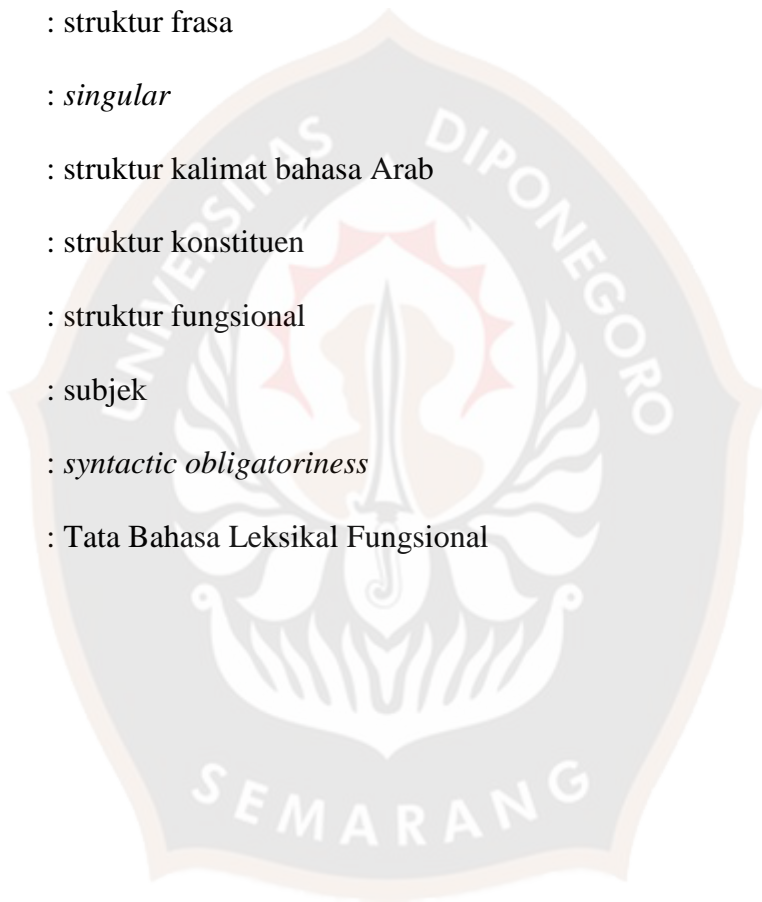 : struktur frasa
: singular
: struktur kalimat bahasa Arab
: struktur konstituen
: struktur fungsional
: subjek
: syntactic obligatoriness
: Tata Bahasa Leksikal Fungsional
UNIVERSITAS DIPONEGORO
SEMARANG